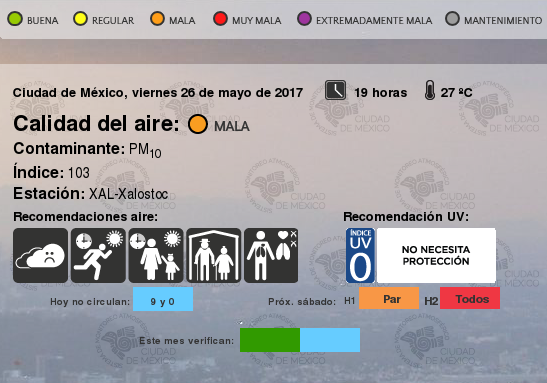 BUENA REGULAR MALA MUY MALA EXTREMADAMENTE MALA MANTENIMIENTO
Ciudad de México, viernes 26 de mayo de 2017 19 horas 27 ºC
Calidad del aire: MALA
Contaminante: PM10
Índice: 103
Estación: XAL-Xalostoc
Recomendaciones aire: Recomendación UV:
ÍNDICE UV 0 NO NECESITA PROTECCIÓN
Hoy no circulan: 9 y 0 Próx. sábado: H1 Par H2 Todos
Este mes verifican:
CIUDAD DE MÉXICO